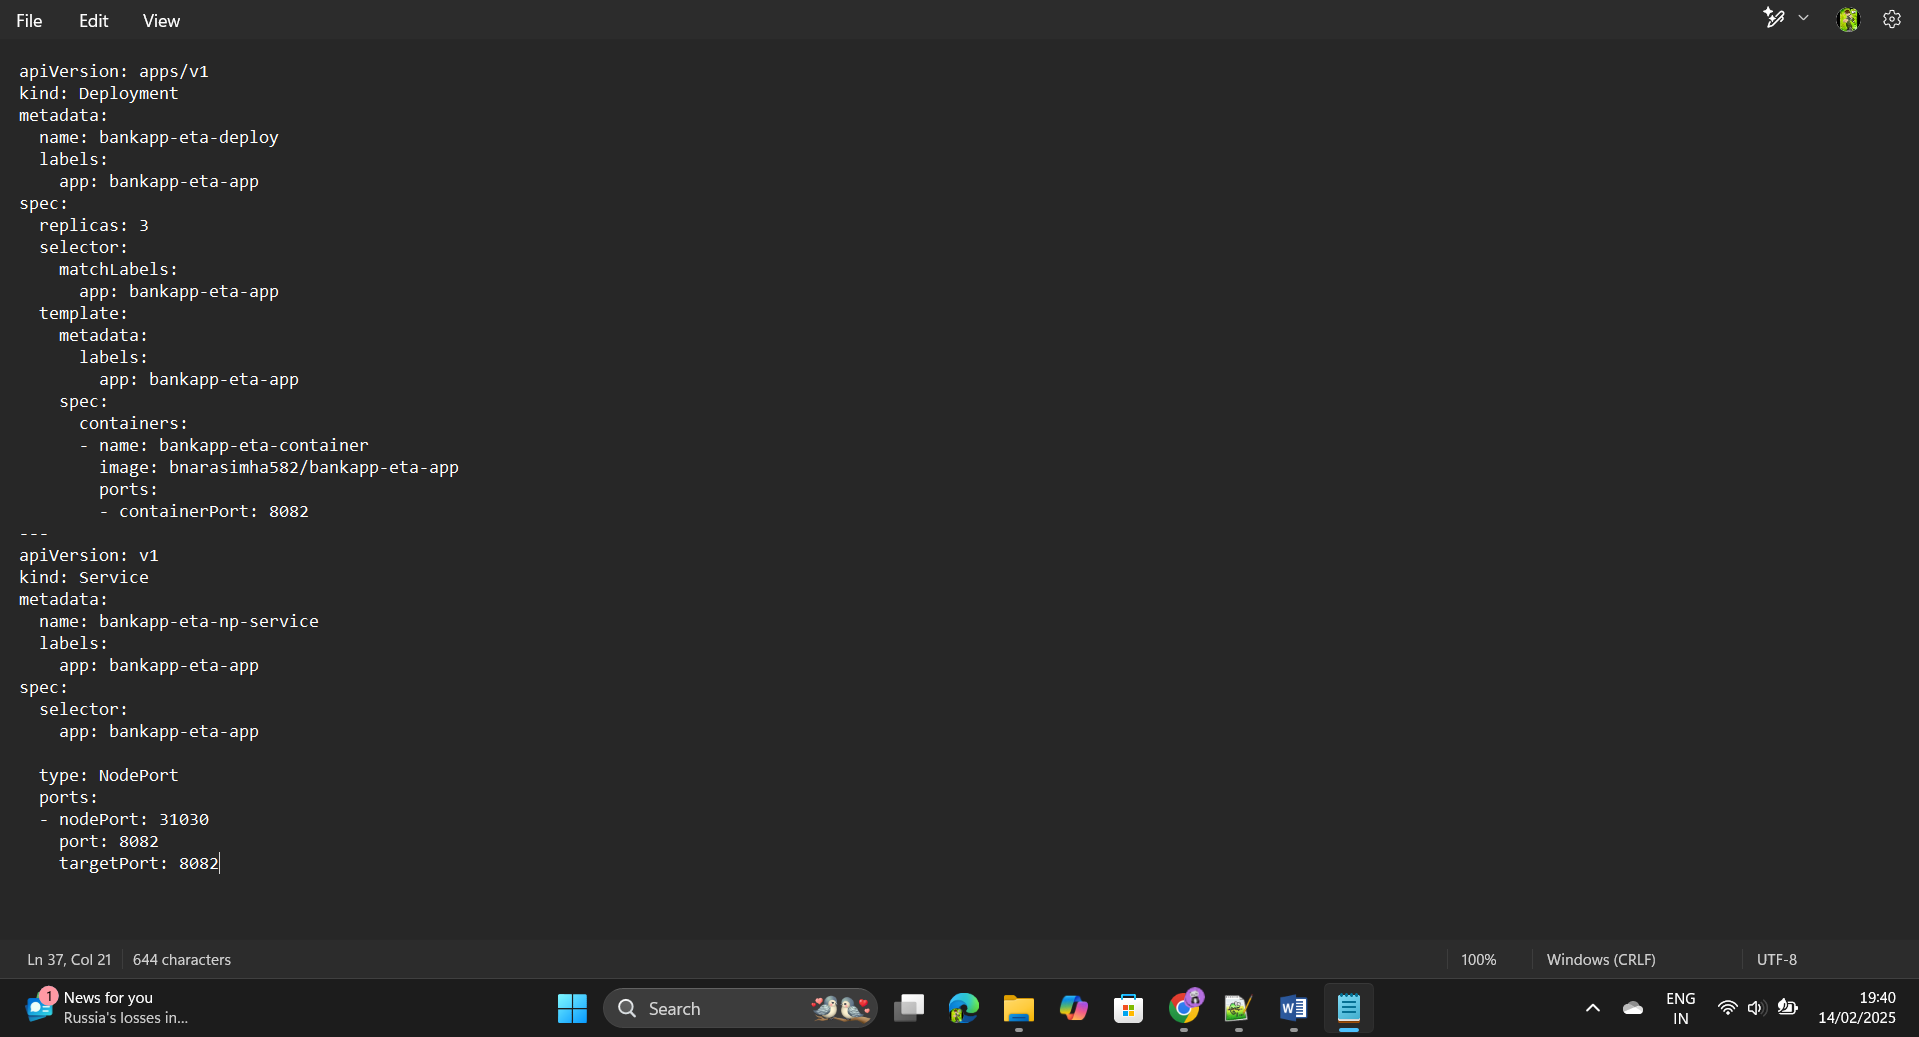 File Edit View
apiVersion: apps/v1
kind: Deployment
metadata:
  name: bankapp-eta-deploy
  labels:
    app: bankapp-eta-app
spec:
  replicas: 3
  selector:
    matchLabels:
      app: bankapp-eta-app
  template:
    metadata:
      labels:
        app: bankapp-eta-app
    spec:
      containers:
      - name: bankapp-eta-container
        image: bnarasimha582/bankapp-eta-app
        ports:
        - containerPort: 8082
---
apiVersion: v1
kind: Service
metadata:
  name: bankapp-eta-np-service
  labels:
    app: bankapp-eta-app
spec:
  selector:
    app: bankapp-eta-app

  type: NodePort
  ports:
  - nodePort: 31030
    port: 8082
    targetPort: 8082
Ln 37, Col 21 644 characters 100% Windows (CRLF) UTF-8
1 News for you
Russia's losses in...
Search
ENG
IN
19:40
14/02/2025